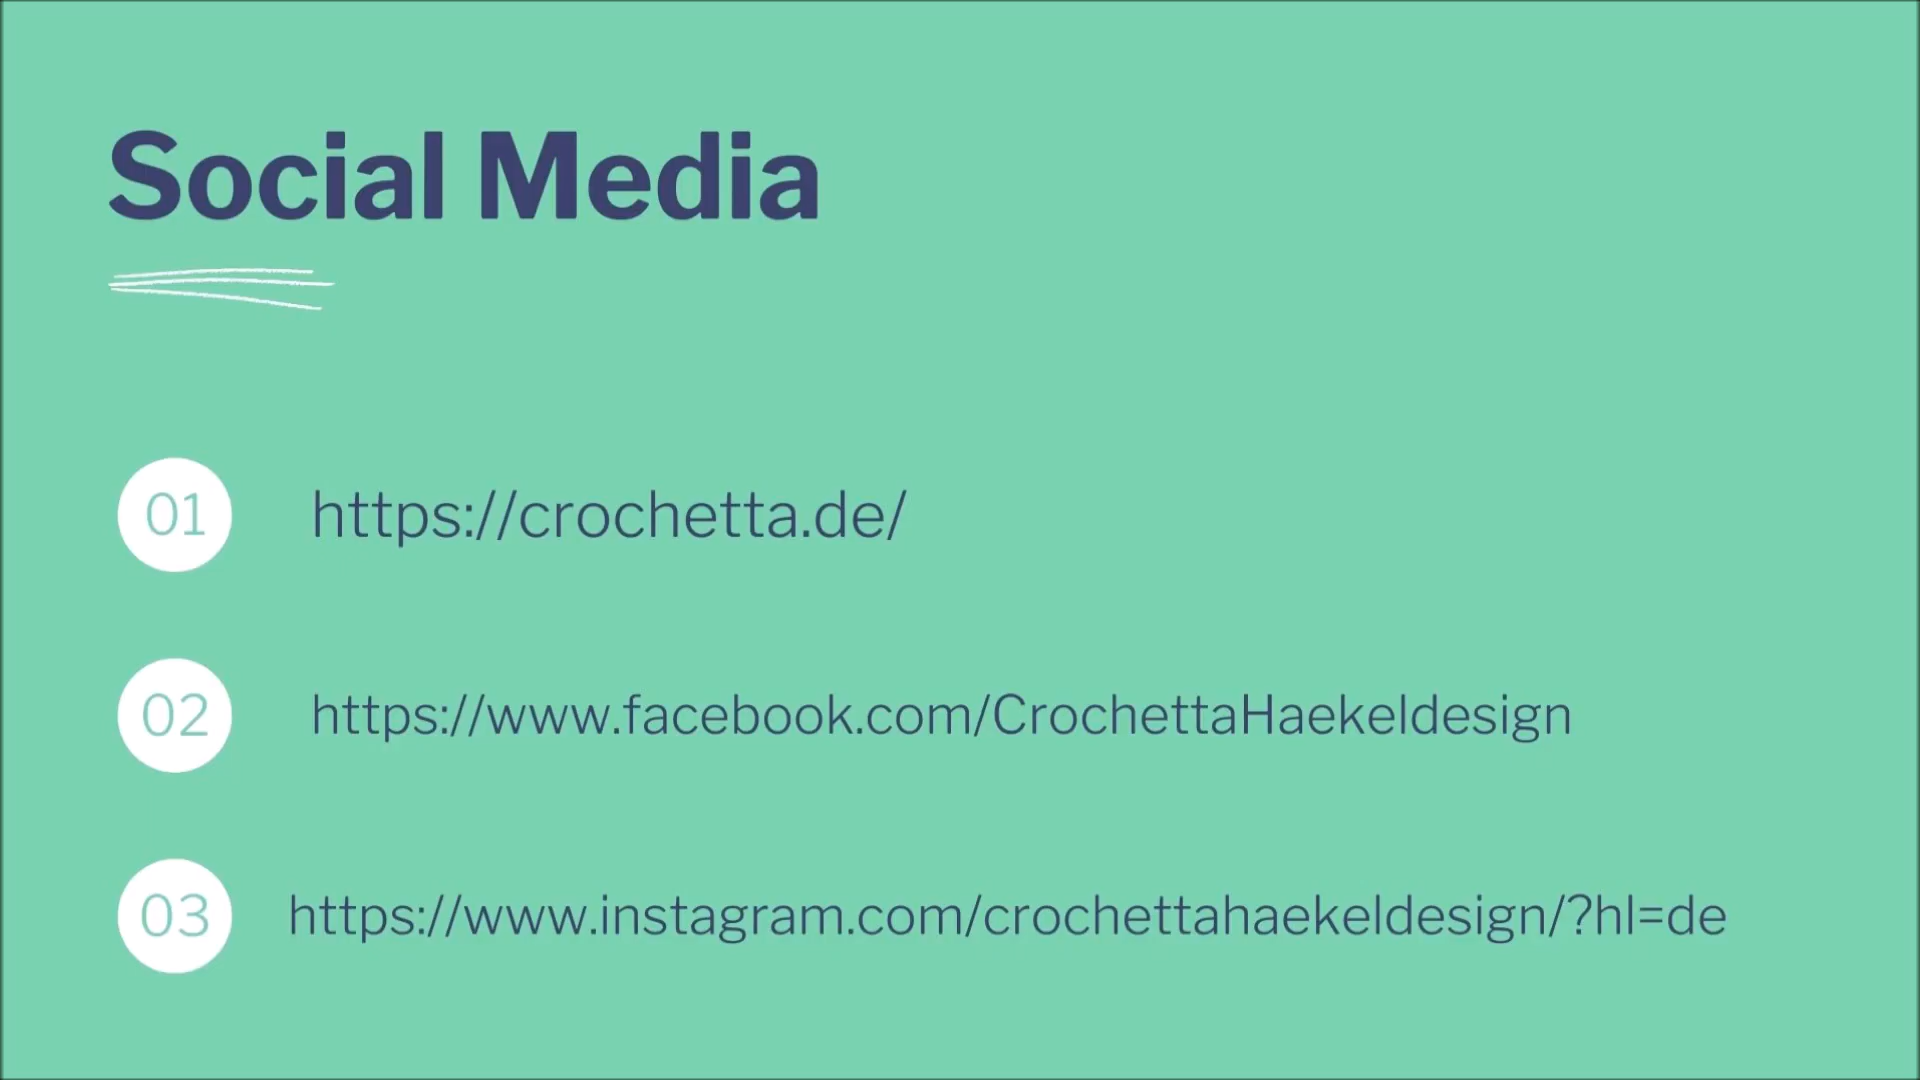 Social Media
01 https://crochetta.de/
02 https://www.facebook.com/CrochettaHaekeldesign
03 https://www.instagram.com/crochettahaekeldesign/?hl=de